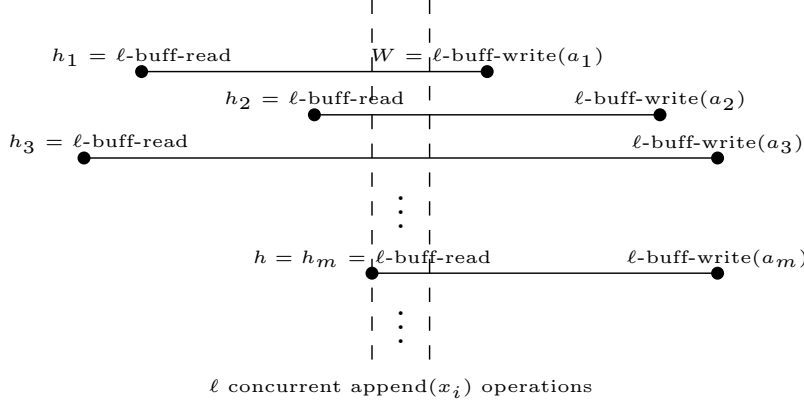 h₁ = ℓ-buff-read W = ℓ-buff-write(a₁)
h₂ = ℓ-buff-read ℓ-buff-write(a₂)
h₃ = ℓ-buff-read ℓ-buff-write(a₃)
h = hₘ = ℓ-buff-read ℓ-buff-write(aₘ)
ℓ concurrent append(xᵢ) operations